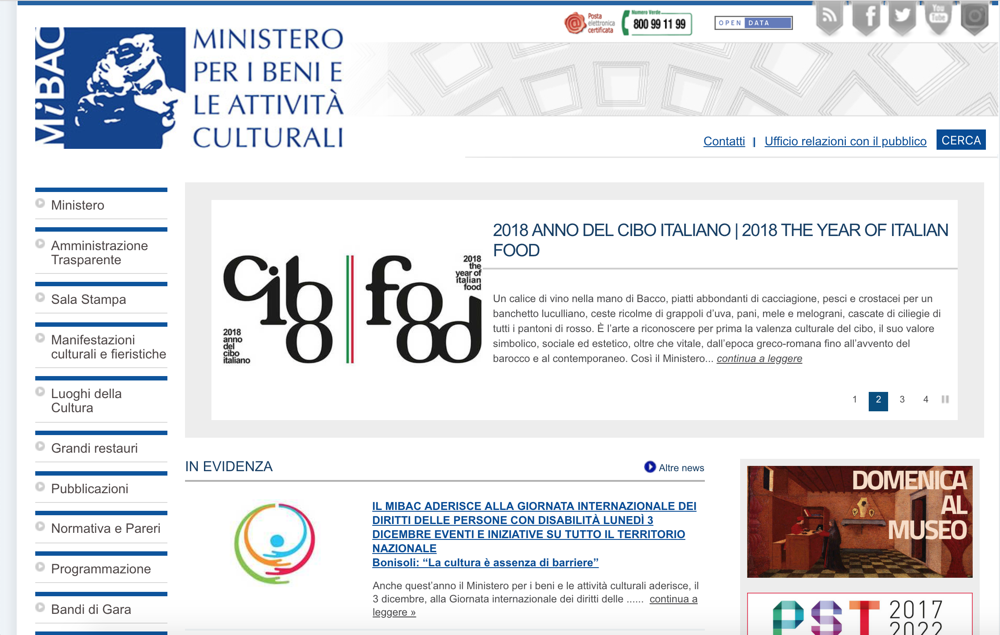 Posta
elettronica
certificata
Numero Verde
800 99 11 99
OPEN DATA
You
Tube
MiBAC
MINISTERO
PER I BENI E
LE ATTIVITÀ
CULTURALI
Contatti | Ufficio relazioni con il pubblico
CERCA
Ministero
Amministrazione
Trasparente
Sala Stampa
Manifestazioni
culturali e fieristiche
Luoghi della
Cultura
Grandi restauri
Pubblicazioni
Normativa e Pareri
Programmazione
Bandi di Gara
cibo
2018
anno
del
cibo
italiano
food
2018
the
year of
italian
food
2018 ANNO DEL CIBO ITALIANO | 2018 THE YEAR OF ITALIAN
FOOD
Un calice di vino nella mano di Bacco, piatti abbondanti di cacciagione, pesci e crostacei per un
banchetto luculliano, ceste ricolme di grappoli d’uva, pani, mele e melograni, cascate di ciliegie di
tutti i pantoni di rosso. È l’arte a riconoscere per prima la valenza culturale del cibo, il suo valore
simbolico, sociale ed estetico, oltre che vitale, dall’epoca greco-romana fino all’avvento del
barocco e al contemporaneo. Così il Ministero... continua a leggere
1 2 3 4
IN EVIDENZA
Altre news
IL MIBAC ADERISCE ALLA GIORNATA INTERNAZIONALE DEI
DIRITTI DELLE PERSONE CON DISABILITÀ LUNEDÌ 3
DICEMBRE EVENTI E INIZIATIVE SU TUTTO IL TERRITORIO
NAZIONALE
Bonisoli: “La cultura è assenza di barriere”
Anche quest’anno il Ministero per i beni e le attività culturali aderisce, il
3 dicembre, alla Giornata internazionale dei diritti delle ...... continua a
leggere »
DOMENICA
AL
MUSEO
PST 2017
2022